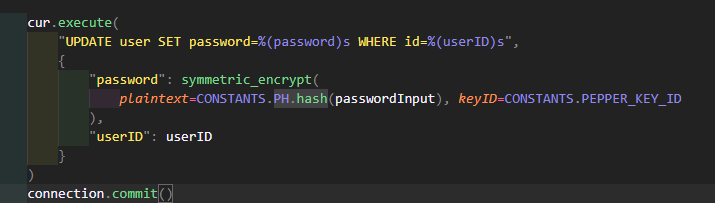 cur.execute(
    "UPDATE user SET password=%(password)s WHERE id=%(userID)s",
    {
        "password": symmetric_encrypt(
            plaintext=CONSTANTS.PH.hash(passwordInput), keyID=CONSTANTS.PEPPER_KEY_ID
        ),
        "userID": userID
    }
)
connection.commit()